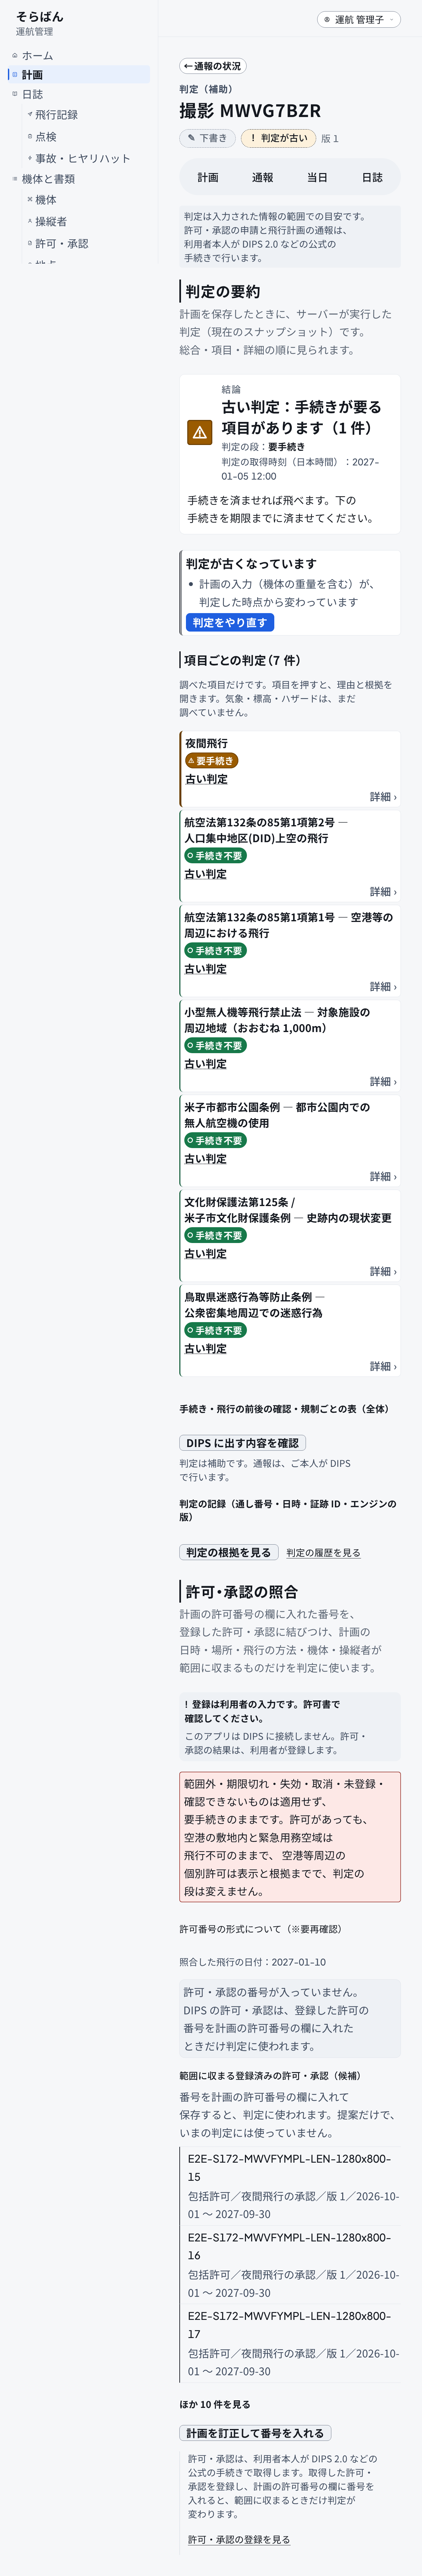 そらばん
運航管理
運航 管理子
ホーム
計画
日誌
飛行記録
点検
事故・ヒヤリハット
機体と書類
機体
操縦者
許可・承認
← 通報の状況
判定（補助）
撮影 MWVG7BZR
✎ 下書き
! 判定が古い
版 1
計画
通報
当日
日誌
判定は入力された情報の範囲での目安です。
許可・承認の申請と飛行計画の通報は、
利用者本人が DIPS 2.0 などの公式の
手続きで行います。
判定の要約
計画を保存したときに、サーバーが実行した
判定（現在のスナップショット）です。
総合・項目・詳細の順に見られます。
結論
古い判定：手続きが要る
項目があります（1 件）
判定の段：要手続き
判定の取得時刻（日本時間）：2027-
01-05 12:00
手続きを済ませれば飛べます。下の
手続きを期限までに済ませてください。
判定が古くなっています
• 計画の入力（機体の重量を含む）が、
判定した時点から変わっています
判定をやり直す
項目ごとの判定（7 件）
調べた項目だけです。項目を押すと、理由と根拠を
開きます。気象・標高・ハザードは、まだ
調べていません。
夜間飛行
要手続き
古い判定
詳細 ›
航空法第132条の85第1項第2号 —
人口集中地区(DID)上空の飛行
手続き不要
古い判定
詳細 ›
航空法第132条の85第1項第1号 — 空港等の
周辺における飛行
手続き不要
古い判定
詳細 ›
小型無人機等飛行禁止法 — 対象施設の
周辺地域（おおむね 1,000m）
手続き不要
古い判定
詳細 ›
米子市都市公園条例 — 都市公園内での
無人航空機の使用
手続き不要
古い判定
詳細 ›
文化財保護法第125条 /
米子市文化財保護条例 — 史跡内の現状変更
手続き不要
古い判定
詳細 ›
鳥取県迷惑行為等防止条例 —
公衆密集地周辺での迷惑行為
手続き不要
古い判定
詳細 ›
手続き・飛行の前後の確認・規制ごとの表（全体）
DIPS に出す内容を確認
判定は補助です。通報は、ご本人が DIPS
で行います。
判定の記録（通し番号・日時・証跡 ID・エンジンの
版）
判定の根拠を見る
判定の履歴を見る
許可・承認の照合
計画の許可番号の欄に入れた番号を、
登録した許可・承認に結びつけ、計画の
日時・場所・飛行の方法・機体・操縦者が
範囲に収まるものだけを判定に使います。
! 登録は利用者の入力です。許可書で
確認してください。
このアプリは DIPS に接続しません。許可・
承認の結果は、利用者が登録します。
範囲外・期限切れ・失効・取消・未登録・
確認できないものは適用せず、
要手続きのままです。許可があっても、
空港の敷地内と緊急用務空域は
飛行不可のままで、 空港等周辺の
個別許可は表示と根拠までで、判定の
段は変えません。
許可番号の形式について（※要再確認）
照合した飛行の日付：2027-01-10
許可・承認の番号が入っていません。
DIPS の許可・承認は、登録した許可の
番号を計画の許可番号の欄に入れた
ときだけ判定に使われます。
範囲に収まる登録済みの許可・承認（候補）
番号を計画の許可番号の欄に入れて
保存すると、判定に使われます。提案だけで、
いまの判定には使っていません。
E2E-S172-MWVFYMPL-LEN-1280x800-
15
包括許可／夜間飛行の承認／版 1／2026-10-
01 〜 2027-09-30
E2E-S172-MWVFYMPL-LEN-1280x800-
16
包括許可／夜間飛行の承認／版 1／2026-10-
01 〜 2027-09-30
E2E-S172-MWVFYMPL-LEN-1280x800-
17
包括許可／夜間飛行の承認／版 1／2026-10-
01 〜 2027-09-30
ほか 10 件を見る
計画を訂正して番号を入れる
許可・承認は、利用者本人が DIPS 2.0 などの
公式の手続きで取得します。取得した許可・
承認を登録し、計画の許可番号の欄に番号を
入れると、範囲に収まるときだけ判定が
変わります。
許可・承認の登録を見る